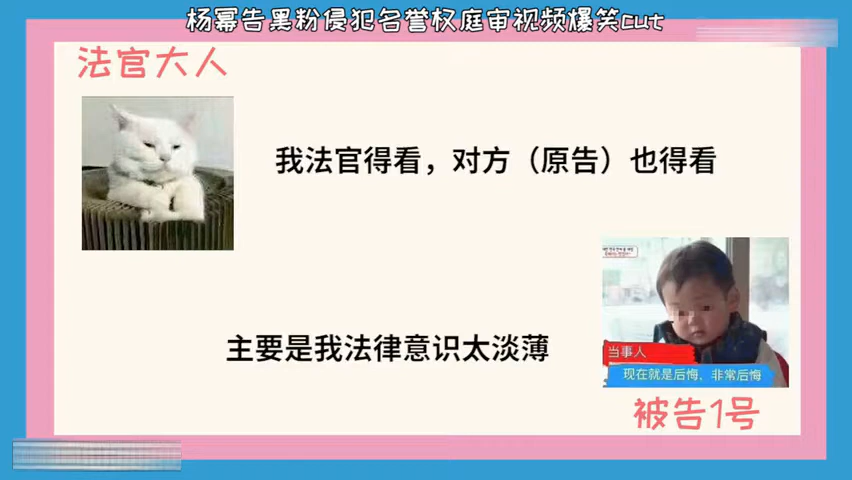 杨幂告黑粉侵犯名誉权庭审视频爆笑cut
法官大人
我法官得看，对方（原告）也得看
主要是我法律意识太淡薄
当事人
现在就是后悔，非常后悔
被告1号